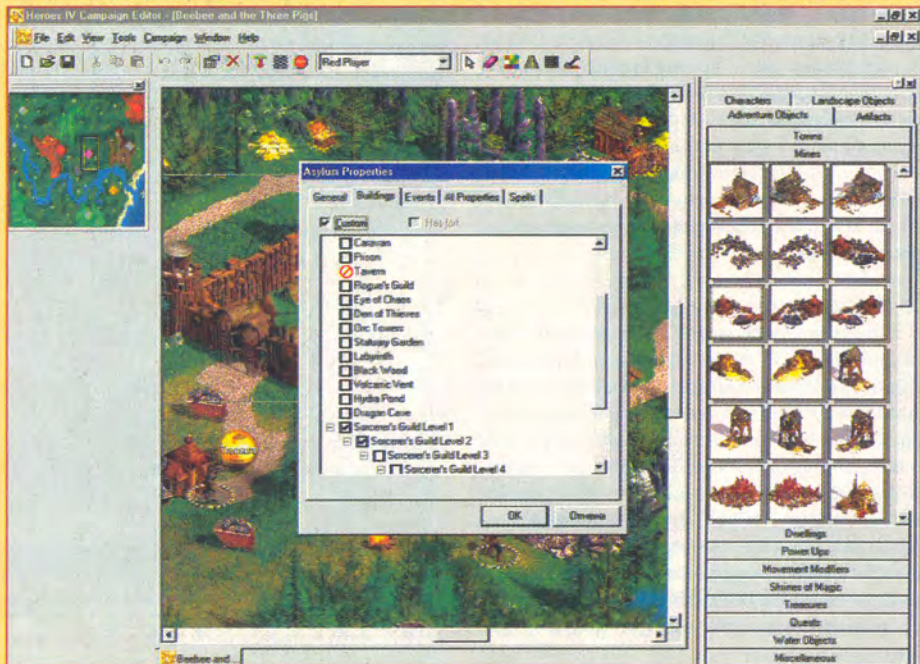 Heroes IV Campaign Editor - [Beebee and the Three Pigs]
File Edit View Tools Campaign Window Help
Red Player
Asylum Properties
General Buildings Events AI Properties Spells
Custom Has fort
Caravan
Prison
Tavern
Rogue's Guild
Eye of Chaos
Den of Thieves
Orc Towers
Statuary Garden
Labyrinth
Black Wood
Volcanic Vent
Hydra Pond
Dragon Cave
Sorcerer's Guild Level 1
Sorcerer's Guild Level 2
Sorcerer's Guild Level 3
Sorcerer's Guild Level 4
OK Отмена
Characters Landscape Objects
Adventure Objects Artifacts
Towns
Mines
Dwellings
Power Ups
Movement Modifiers
Shrines of Magic
Treasures
Quests
Water Objects
Miscellaneous
Beebee and ...